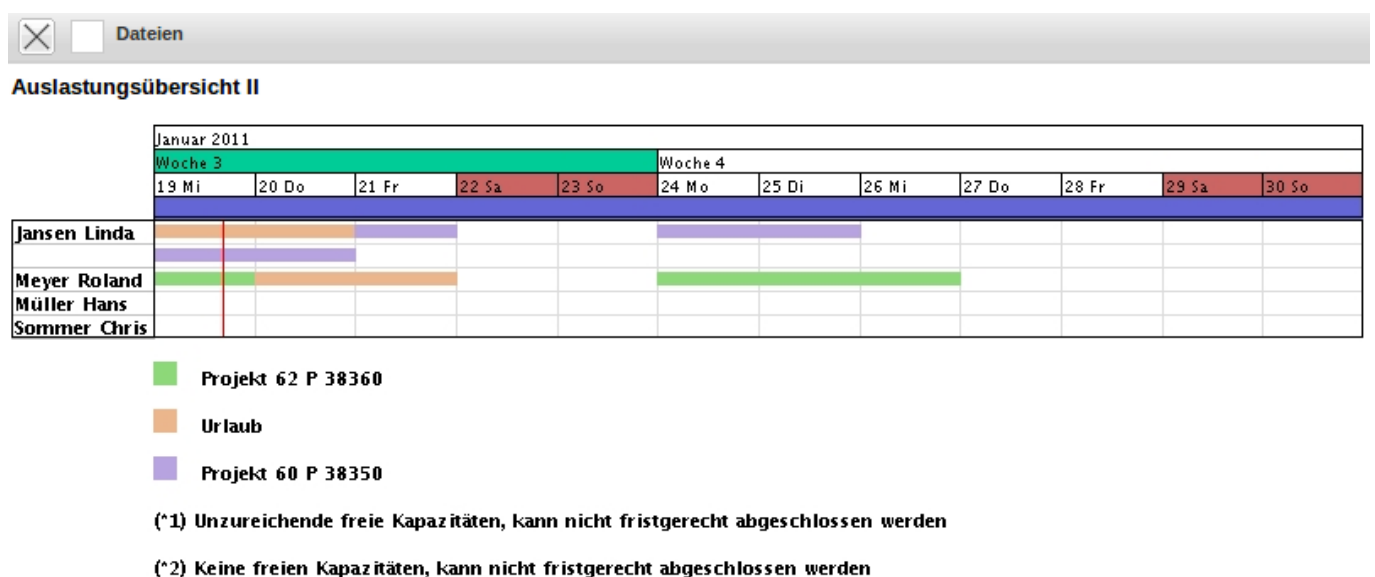 Dateien
Auslastungsübersicht II
Januar 2011
Woche 3 Woche 4
19 Mi 20 Do 21 Fr 22 Sa 23 So 24 Mo 25 Di 26 Mi 27 Do 28 Fr 29 Sa 30 So
Jansen Linda
Meyer Roland
Müller Hans
Sommer Chris
Projekt 62 P 38360
Urlaub
Projekt 60 P 38350
(*1) Unzureichende freie Kapazitäten, kann nicht fristgerecht abgeschlossen werden
(*2) Keine freien Kapazitäten, kann nicht fristgerecht abgeschlossen werden